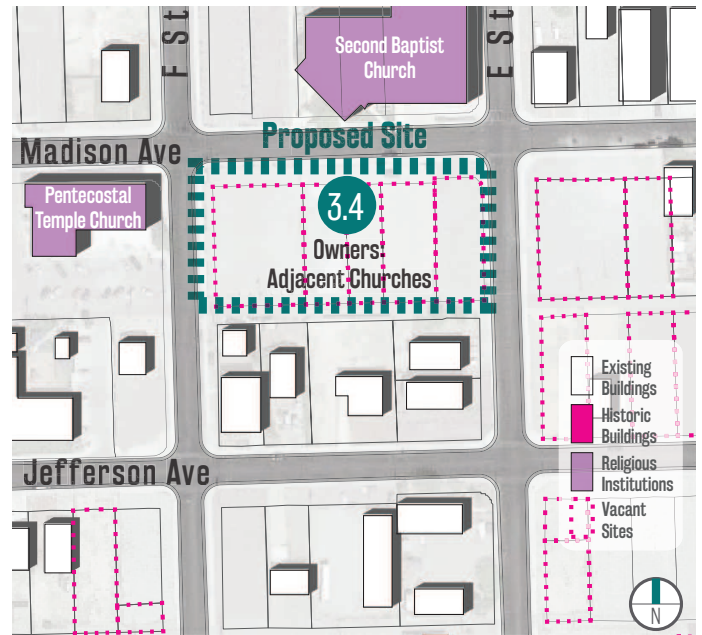 F St
E St
Second Baptist
Church
Madison Ave
Proposed Site
Pentecostal
Temple Church
3.4
Owners:
Adjacent Churches
Existing
Buildings
Historic
Buildings
Religious
Institutions
Vacant
Sites
Jefferson Ave
N